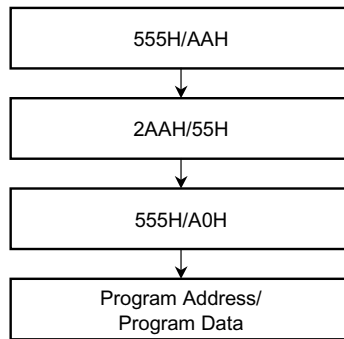 555H/AAH
2AAH/55H
555H/A0H
Program Address/
Program Data